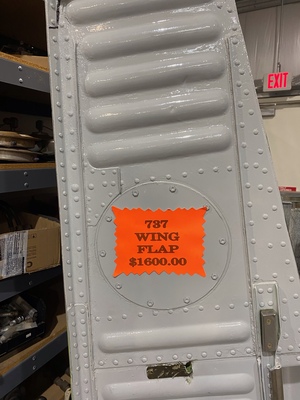 EXIT
737
WING
FLAP
$1600.00